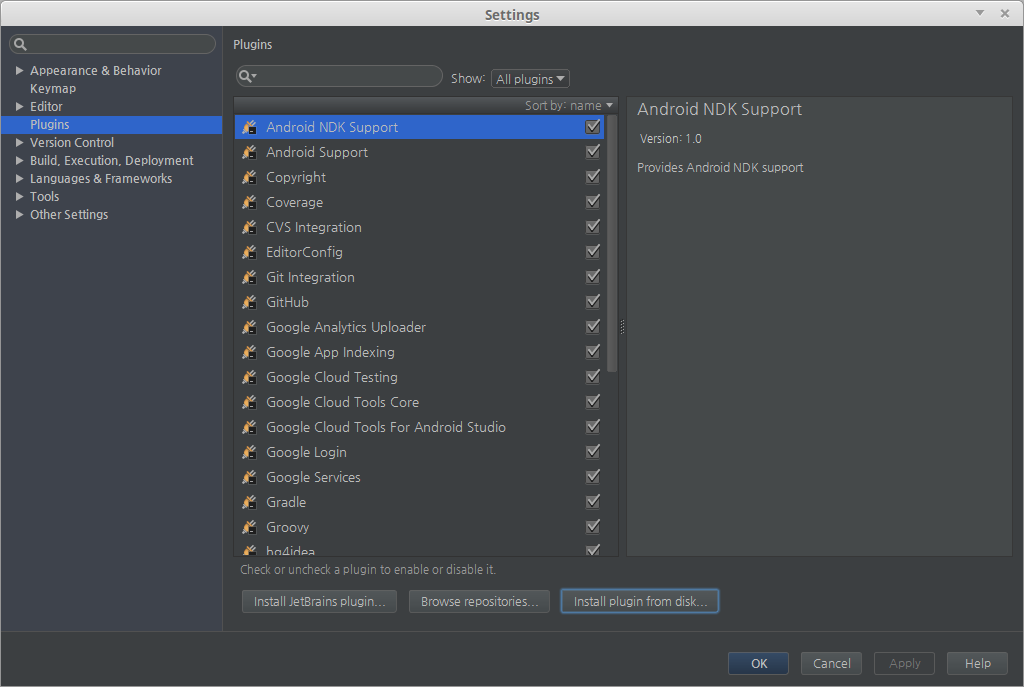 Settings
Plugins
Appearance & Behavior
Keymap
Editor
Plugins
Version Control
Build, Execution, Deployment
Languages & Frameworks
Tools
Other Settings
Show: All plugins
Sort by: name
Android NDK Support
Android Support
Copyright
Coverage
CVS Integration
EditorConfig
Git Integration
GitHub
Google Analytics Uploader
Google App Indexing
Google Cloud Testing
Google Cloud Tools Core
Google Cloud Tools For Android Studio
Google Login
Google Services
Gradle
Groovy
hg4idea
Android NDK Support
Version: 1.0
Provides Android NDK support
Check or uncheck a plugin to enable or disable it.
Install JetBrains plugin... Browse repositories... Install plugin from disk...
OK Cancel Apply Help